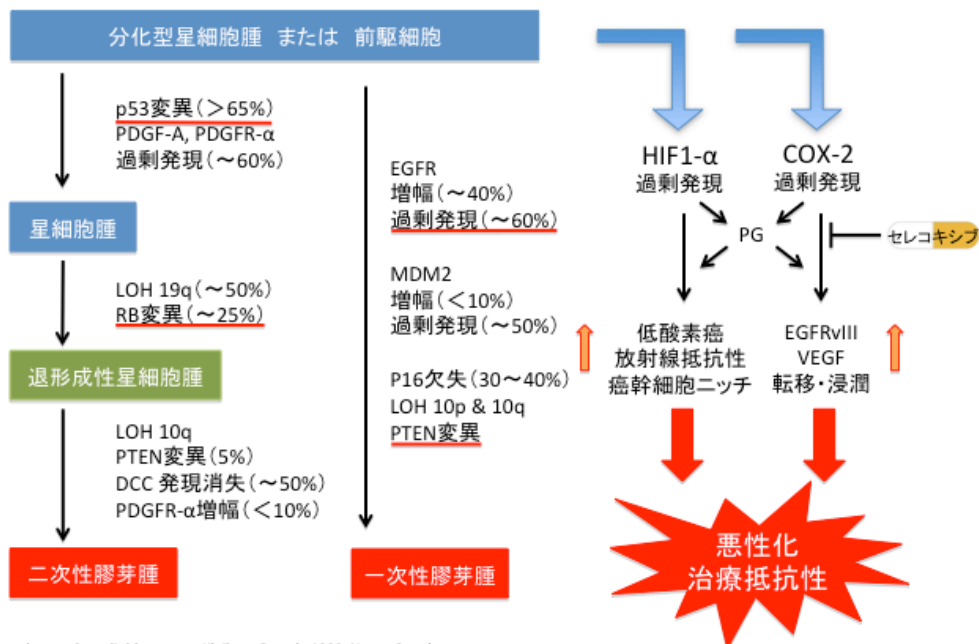 分化型星細胞腫 または 前駆細胞
p53変異(＞65%)
PDGF-A, PDGFR-α
過剰発現(～60%)
星細胞腫
LOH 19q(～50%)
RB変異(～25%)
退形成性星細胞腫
LOH 10q
PTEN変異(5%)
DCC 発現消失(～50%)
PDGFR-α増幅(＜10%)
二次性膠芽腫
EGFR
増幅(～40%)
過剰発現(～60%)
MDM2
増幅(＜10%)
過剰発現(～50%)
P16欠失(30～40%)
LOH 10p & 10q
PTEN変異
一次性膠芽腫
HIF1-α
過剰発現
COX-2
過剰発現
PG
セレコキシブ
低酸素癌
放射線抵抗性
癌幹細胞ニッチ
EGFRvIII
VEGF
転移・浸潤
悪性化
治療抵抗性